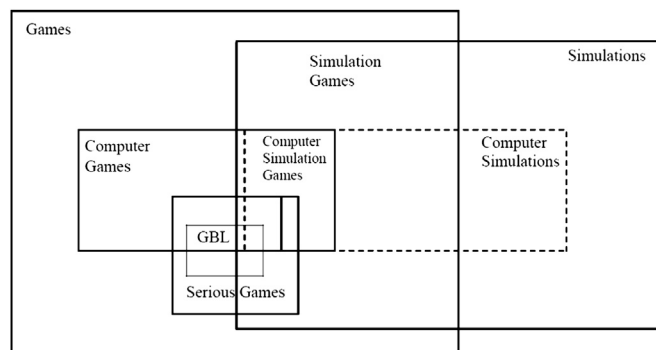 Games
Simulation
Games
Simulations
Computer
Games
Computer
Simulation
Games
Computer
Simulations
GBL
Serious Games